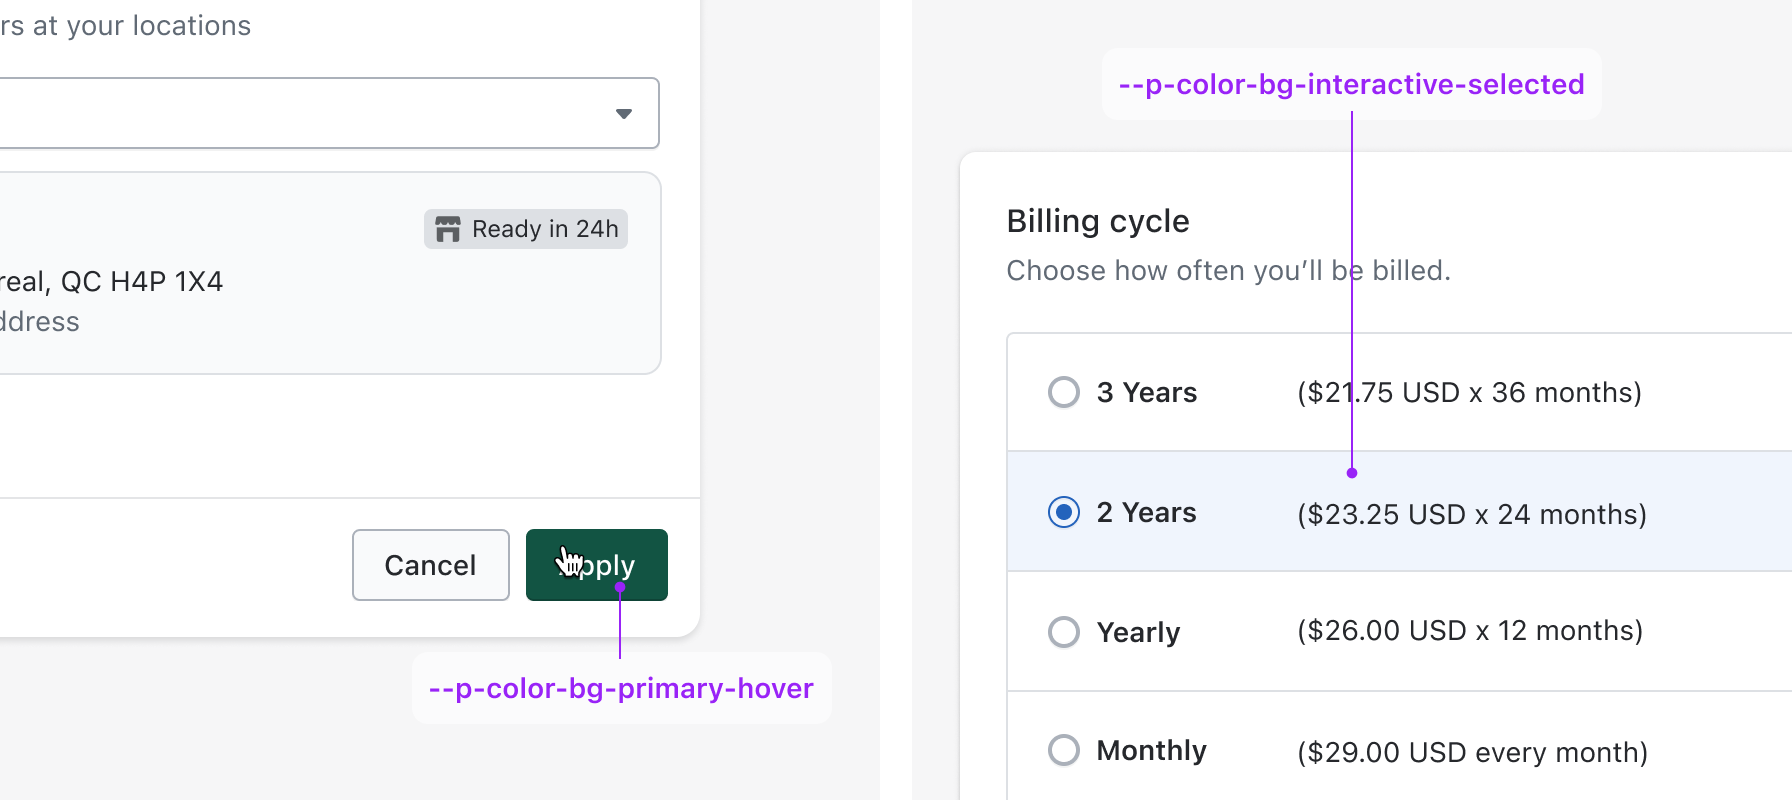 rs at your locations
Ready in 24h
real, QC H4P 1X4
ddress
Cancel
pply
--p-color-bg-primary-hover
--p-color-bg-interactive-selected
Billing cycle
Choose how often you’ll be billed.
3 Years ($21.75 USD x 36 months)
2 Years ($23.25 USD x 24 months)
Yearly ($26.00 USD x 12 months)
Monthly ($29.00 USD every month)